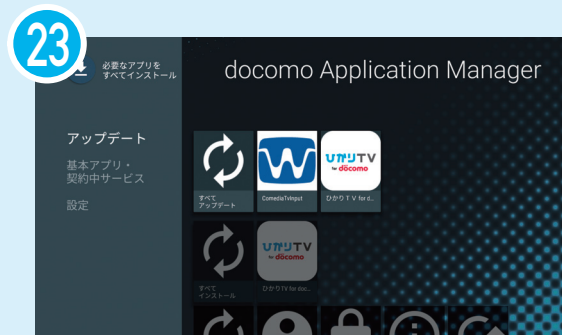 23
必要なアプリを
すべてインストール
docomo Application Manager
アップデート
基本アプリ・
契約中サービス
設定
すべて
アップデート
ComediaTvInput
ひかりTV
for docomo
ひかりＴＶ for d...
すべて
インストール
ひかりTV
for docomo
ひかりTV for doc...